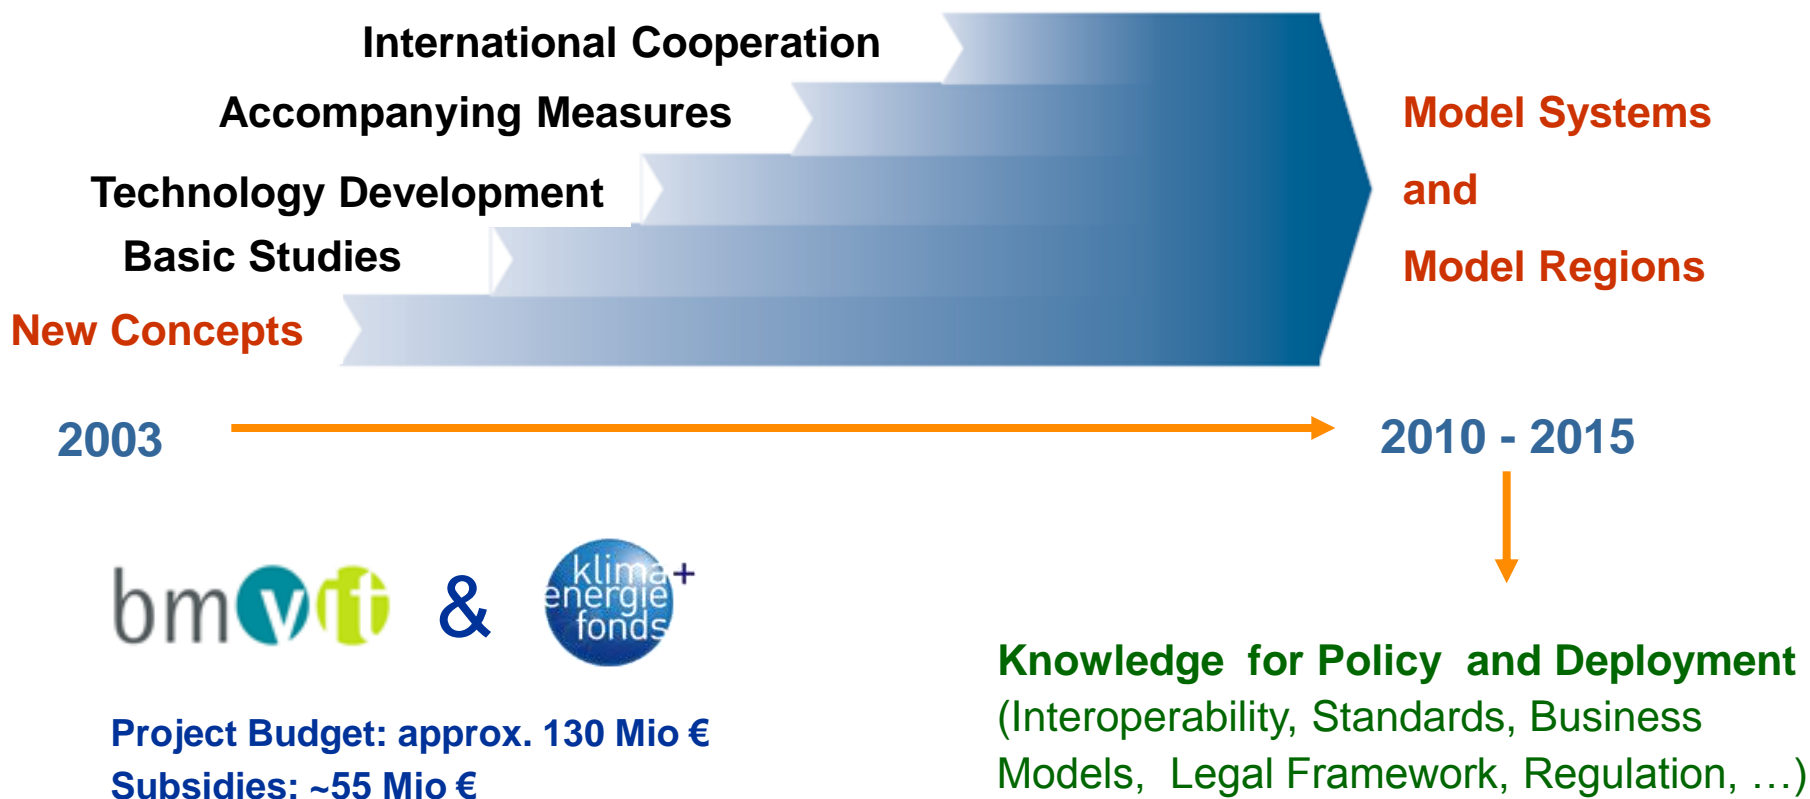 International Cooperation
Accompanying Measures
Technology Development
Basic Studies
New Concepts
Model Systems
and
Model Regions
2003
2010 - 2015
bmvit
&
klima+
energie
fonds
Project Budget: approx. 130 Mio €
Subsidies: ~55 Mio €
Knowledge for Policy and Deployment
(Interoperability, Standards, Business
Models, Legal Framework, Regulation, …)